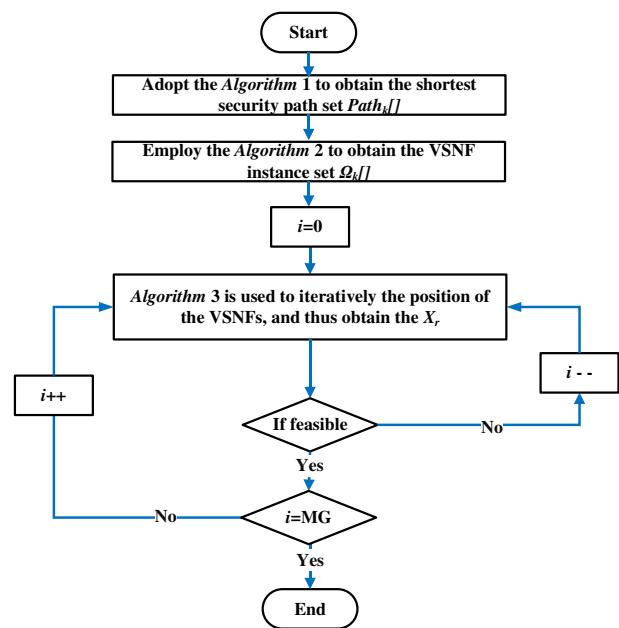 Start
Adopt the Algorithm 1 to obtain the shortest
security path set Pathk[]
Employ the Algorithm 2 to obtain the VSNF
instance set Ωk[]
i=0
Algorithm 3 is used to iteratively the position of
the VSNFs, and thus obtain the Xr
i++
i - -
If feasible
No
Yes
i=MG
No
Yes
End